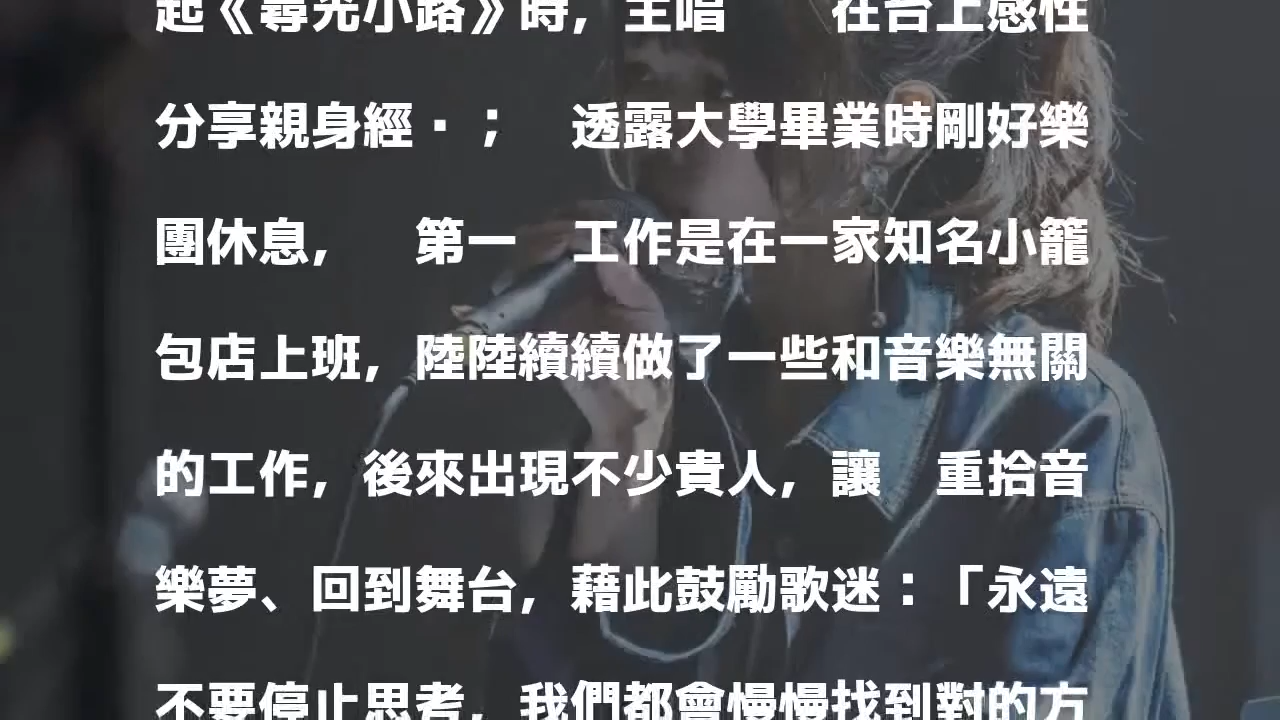 起《尋光小路》時，主唱　　在台上感性
分享親身經▪；　透露大學畢業時剛好樂
團休息，　第一　工作是在一家知名小籠
包店上班，陸陸續續做了一些和音樂無關
的工作，後來出現不少貴人，讓　重拾音
樂夢、回到舞台，藉此鼓勵歌迷：「永遠
不要停止思考，我們都會慢慢找到對的方